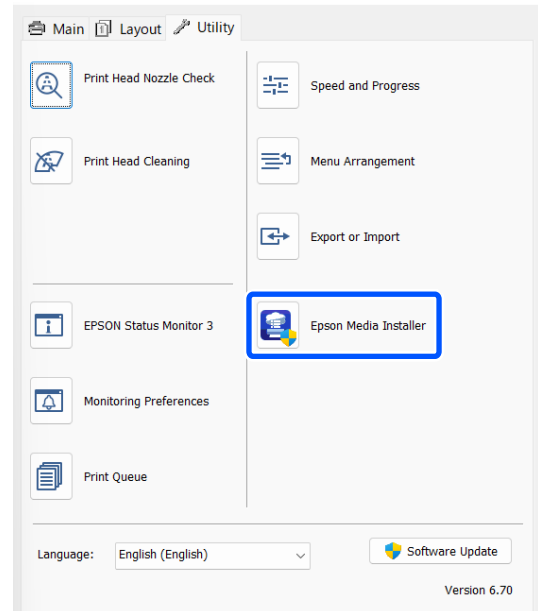 Main Layout Utility
Print Head Nozzle Check
Speed and Progress
Print Head Cleaning
Menu Arrangement
Export or Import
EPSON Status Monitor 3
Epson Media Installer
Monitoring Preferences
Print Queue
Language: English (English) Software Update
Version 6.70